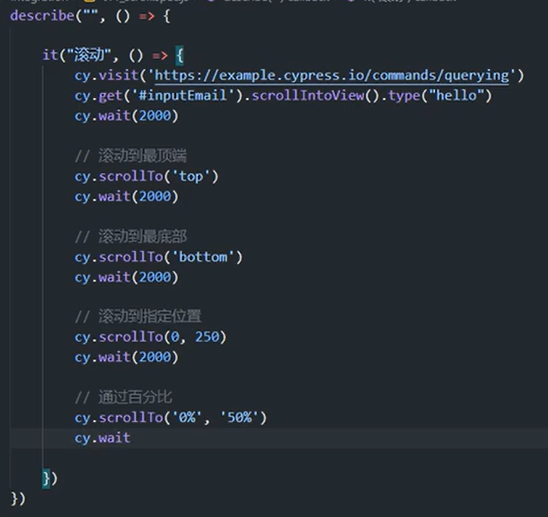 describe("", () => {
it("滚动", () => {
cy.visit('https://example.cypress.io/commands/querying')
cy.get('#inputEmail').scrollIntoView().type("hello")
cy.wait(2000)
// 滚动到最顶端
cy.scrollTo('top')
cy.wait(2000)
// 滚动到最底部
cy.scrollTo('bottom')
cy.wait(2000)
// 滚动到指定位置
cy.scrollTo(0, 250)
cy.wait(2000)
// 通过百分比
cy.scrollTo('0%', '50%')
cy.wait
})
})